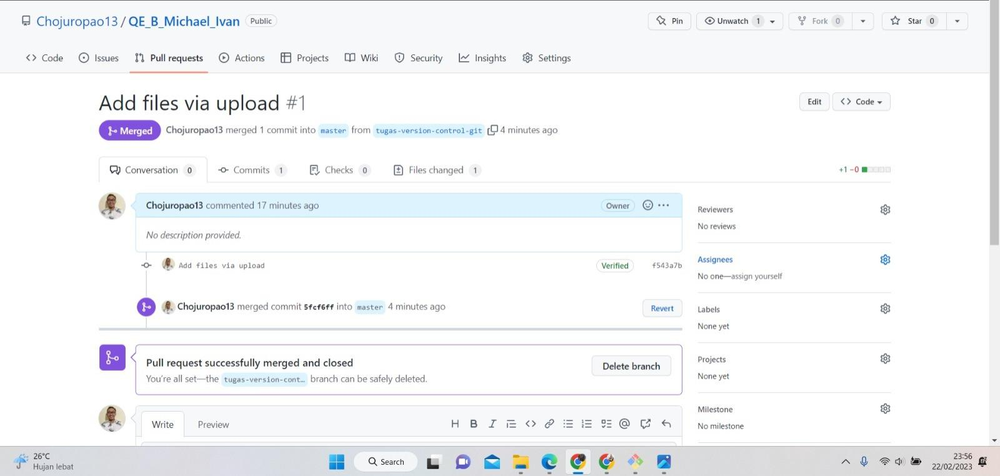 Chojuropao13 / QE_B_Michael_Ivan Public
Pin Unwatch 1 Fork 0 Star 0
Code Issues Pull requests Actions Projects Wiki Security Insights Settings
Add files via upload #1
Edit Code
Merged Chojuropao13 merged 1 commit into master from tugas-version-control-git 4 minutes ago
Conversation 0 Commits 1 Checks 0 Files changed 1 +1 −0
Chojuropao13 commented 17 minutes ago Owner
No description provided.
Add files via upload Verified f543a7b
Chojuropao13 merged commit 5fcf6ff into master 4 minutes ago Revert
Pull request successfully merged and closed
You're all set—the tugas-version-cont… branch can be safely deleted.
Delete branch
Write Preview
Reviewers
No reviews
Assignees
No one—assign yourself
Labels
None yet
Projects
None yet
Milestone
No milestone
26°C
Hujan lebat
Search
23:56
22/02/2023